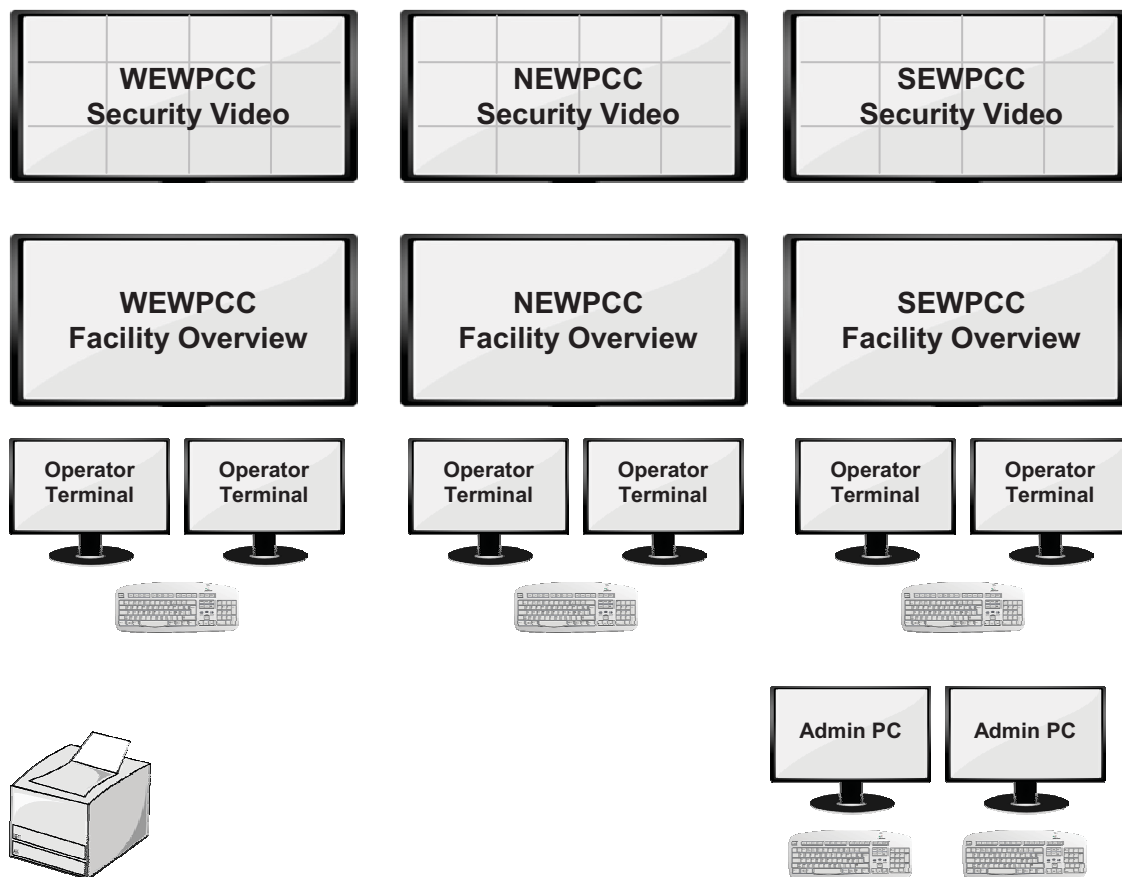 WEWPCC
Security Video
NEWPCC
Security Video
SEWPCC
Security Video
WEWPCC
Facility Overview
NEWPCC
Facility Overview
SEWPCC
Facility Overview
Operator
Terminal
Operator
Terminal
Operator
Terminal
Operator
Terminal
Operator
Terminal
Operator
Terminal
Admin PC
Admin PC